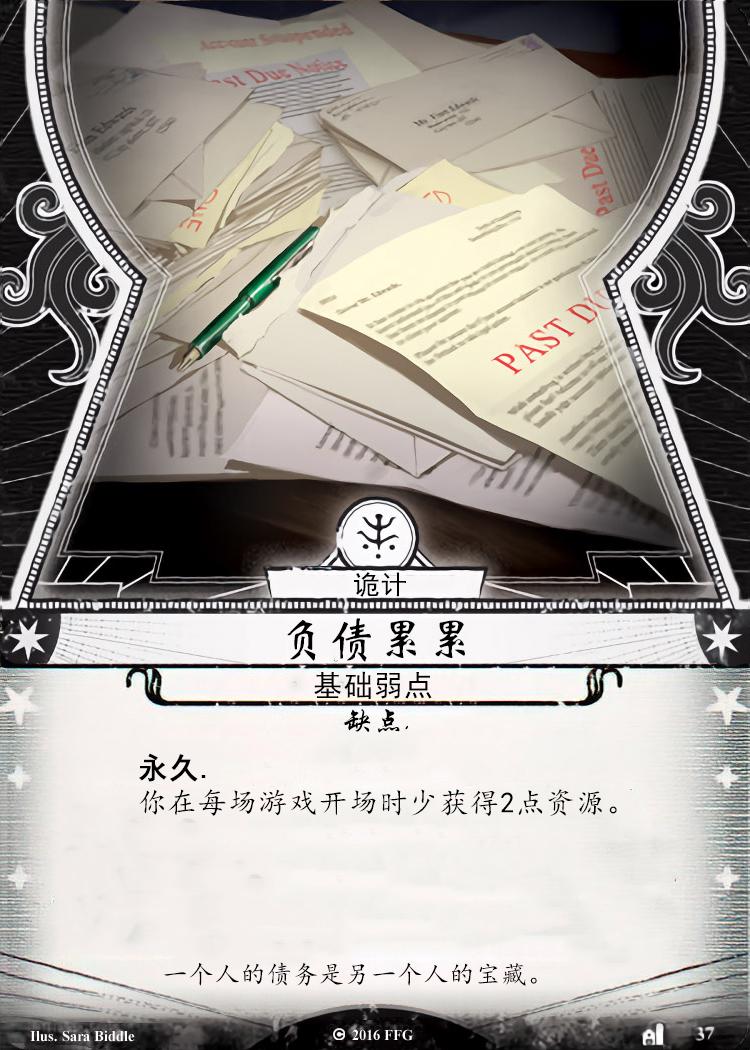 Account Suspended
Past Due Notice
Past Due
PAST DUE
诡计
负债累累
基础弱点
缺点.
永久.
你在每场游戏开场时少获得2点资源。
一个人的债务是另一个人的宝藏。
Ilus. Sara Biddle
© 2016 FFG
37